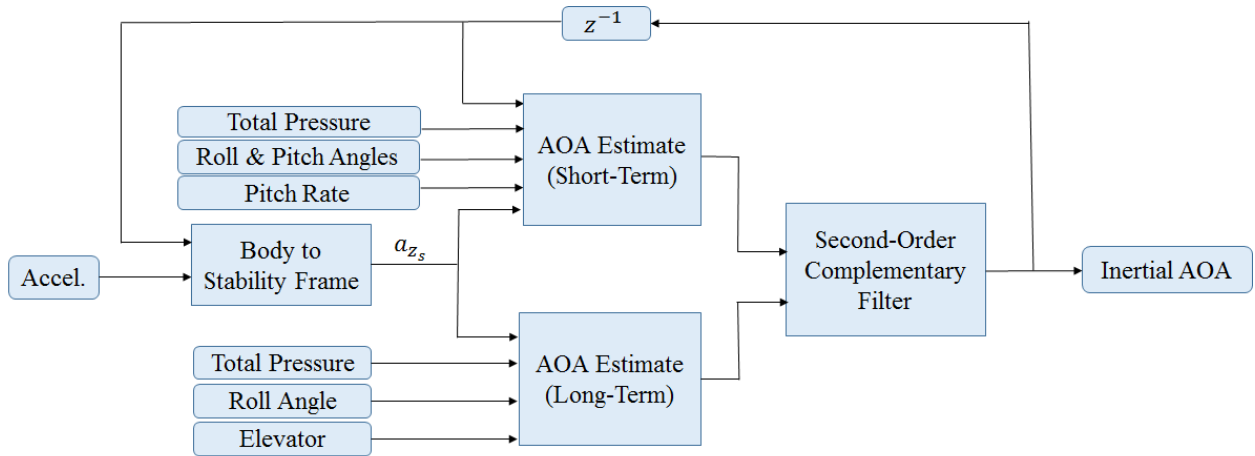 z⁻¹
Total Pressure
Roll & Pitch Angles
Pitch Rate
AOA Estimate
(Short-Term)
Accel.
Body to
Stability Frame
a_{z_s}
Second-Order
Complementary
Filter
Inertial AOA
Total Pressure
Roll Angle
Elevator
AOA Estimate
(Long-Term)